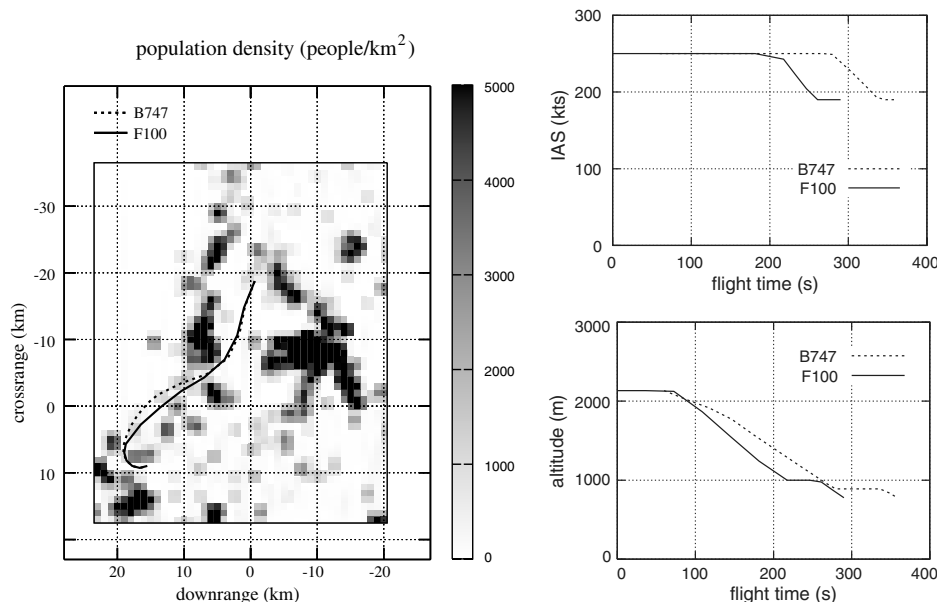 population density (people/km²)
B747
F100
-30
-20
-10
0
10
crossrange (km)
20
10
0
-10
-20
downrange (km)
5000
4000
3000
2000
1000
0
300
200
100
0
IAS (kts)
B747
F100
0
100
200
300
400
flight time (s)
3000
2000
1000
0
altitude (m)
B747
F100
0
100
200
300
400
flight time (s)